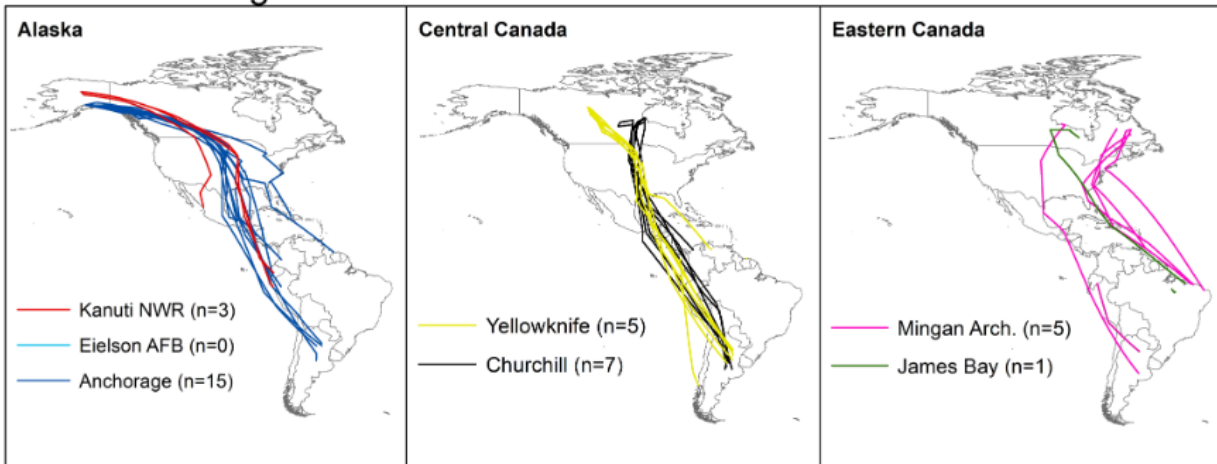 Alaska
Kanuti NWR (n=3)
Eielson AFB (n=0)
Anchorage (n=15)
Central Canada
Yellowknife (n=5)
Churchill (n=7)
Eastern Canada
Mingan Arch. (n=5)
James Bay (n=1)